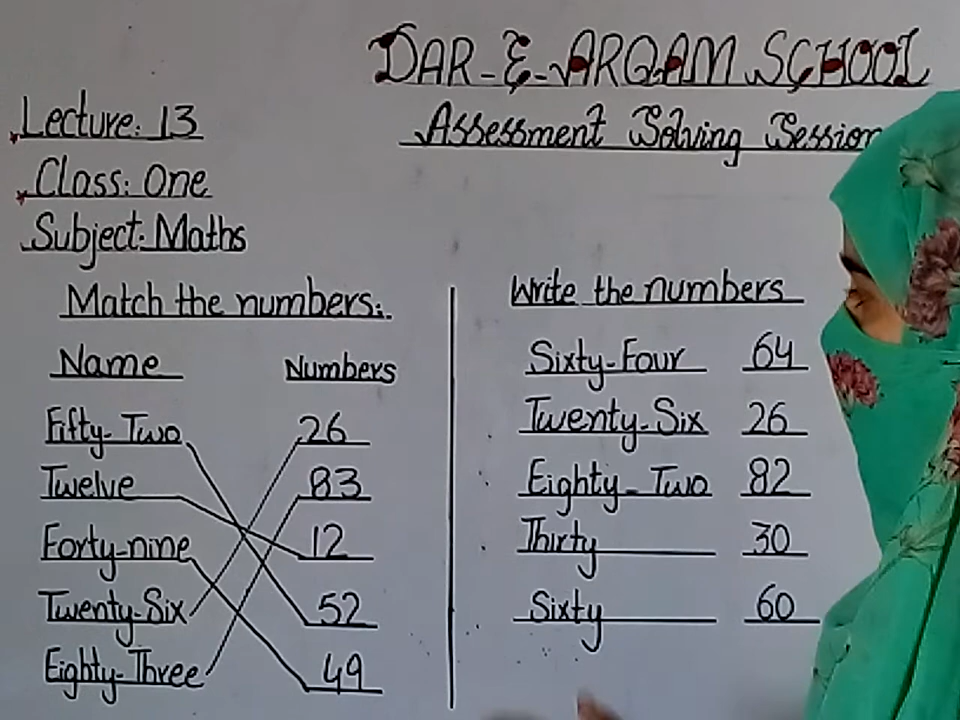 DAR-E-ARQAM SCHOOL
Assessment Solving Session
Lecture: 13
Class: One
Subject: Maths
Match the numbers:
Name Numbers
Fifty-Two 26
Twelve 83
Forty-nine 12
Twenty-Six 52
Eighty-Three 49
Write the numbers
Sixty-Four 64
Twenty-Six 26
Eighty-Two 82
Thirty 30
Sixty 60